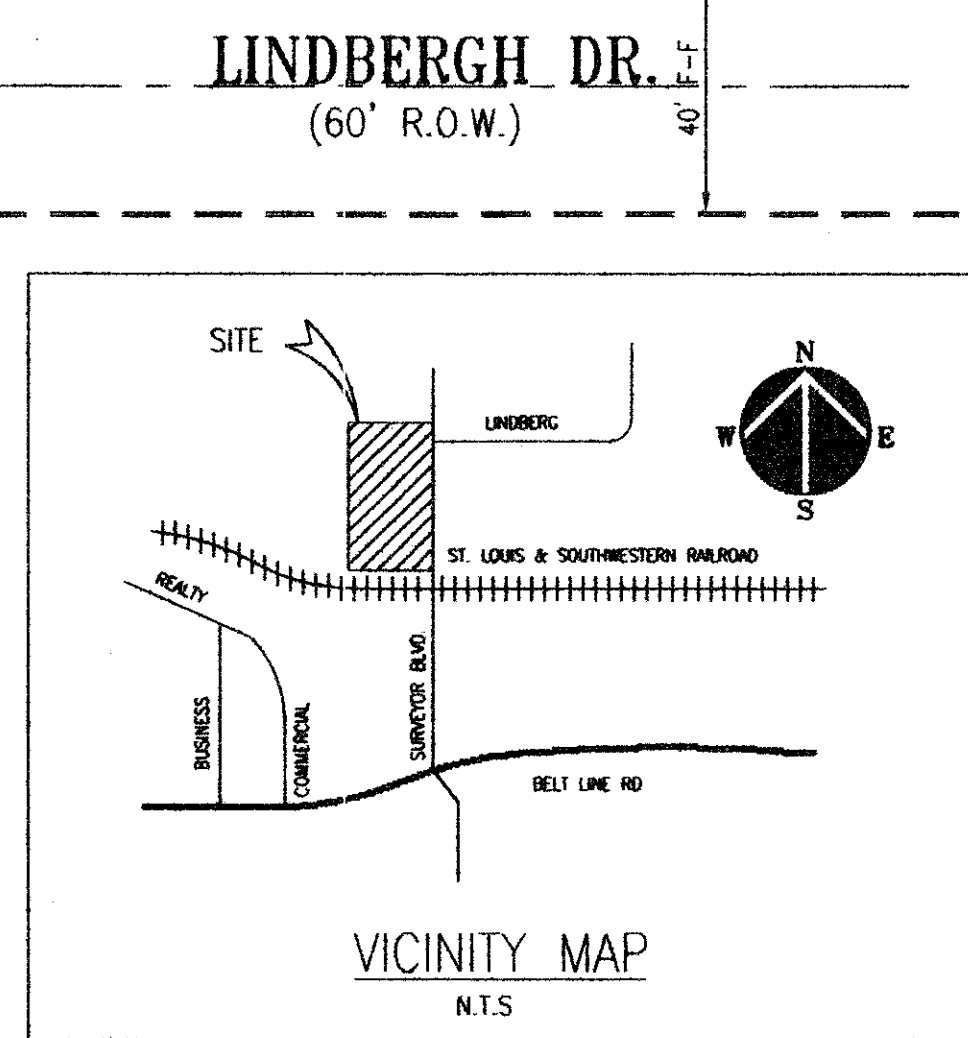 LINDBERGH DR.
(60' R.O.W.)
40' F-F
SITE
LINDBERG
N
W
E
S
ST. LOUIS & SOUTHWESTERN RAILROAD
REALTY
BUSINESS
COMMERCIAL
SURVEYOR BLVD.
BELT LINE RD
VICINITY MAP
N.T.S